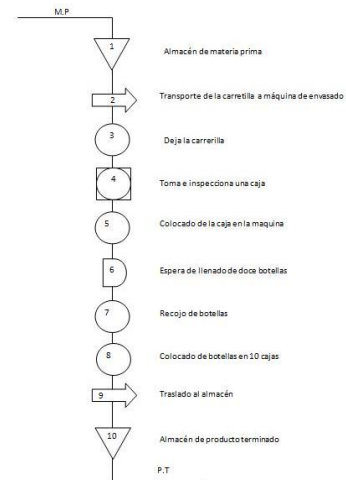 M.P
1
Almacén de materia prima
2
Transporte de la carretilla a máquina de envasado
3
Deja la carrerilla
4
Toma e inspecciona una caja
5
Colocado de la caja en la maquina
6
Espera de llenado de doce botellas
7
Recojo de botellas
8
Colocado de botellas en 10 cajas
9
Traslado al almacén
10
Almacén de producto terminado
P.T